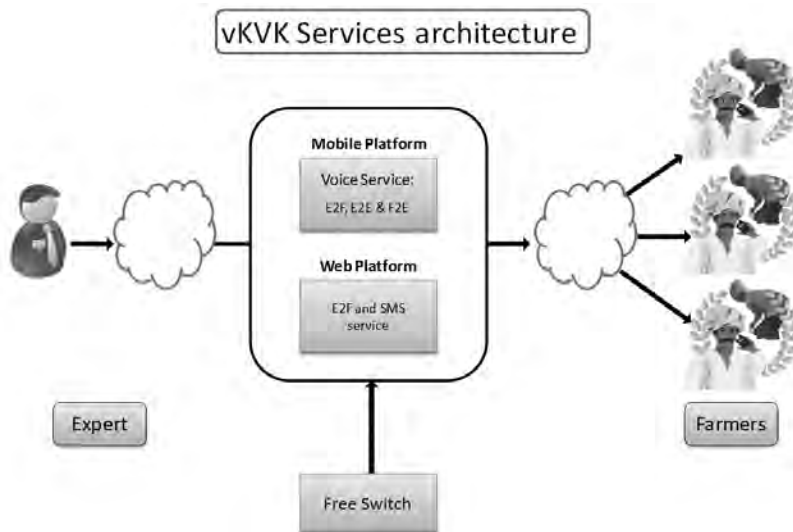 vKVK Services architecture
Mobile Platform
Voice Service:
E2F, E2E & F2E
Web Platform
E2F and SMS
service
Expert
Farmers
Free Switch